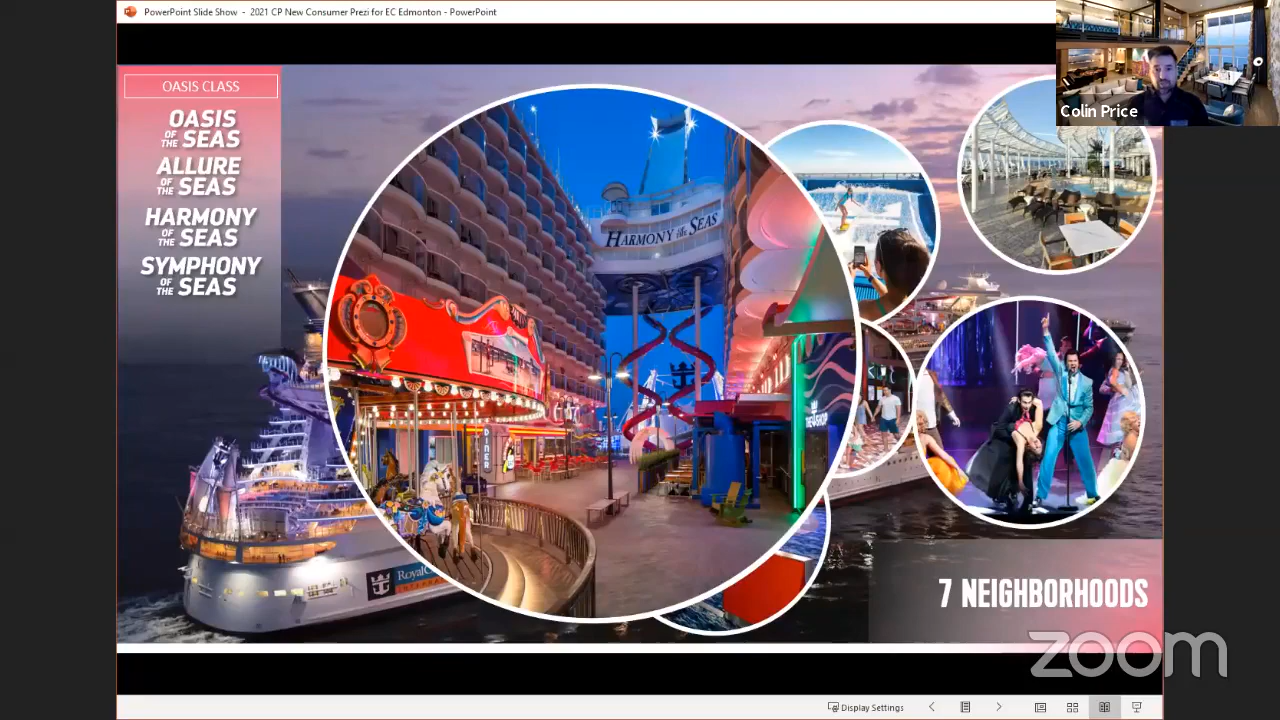 PowerPoint Slide Show - 2021 CP New Consumer Prezi for EC Edmonton - PowerPoint
Colin Price
OASIS CLASS
OASIS
OF THE SEAS
ALLURE
OF THE SEAS
HARMONY
OF THE SEAS
SYMPHONY
OF THE SEAS
HARMONY OF THE SEAS
DINER
7 NEIGHBORHOODS
zoom
Display Settings